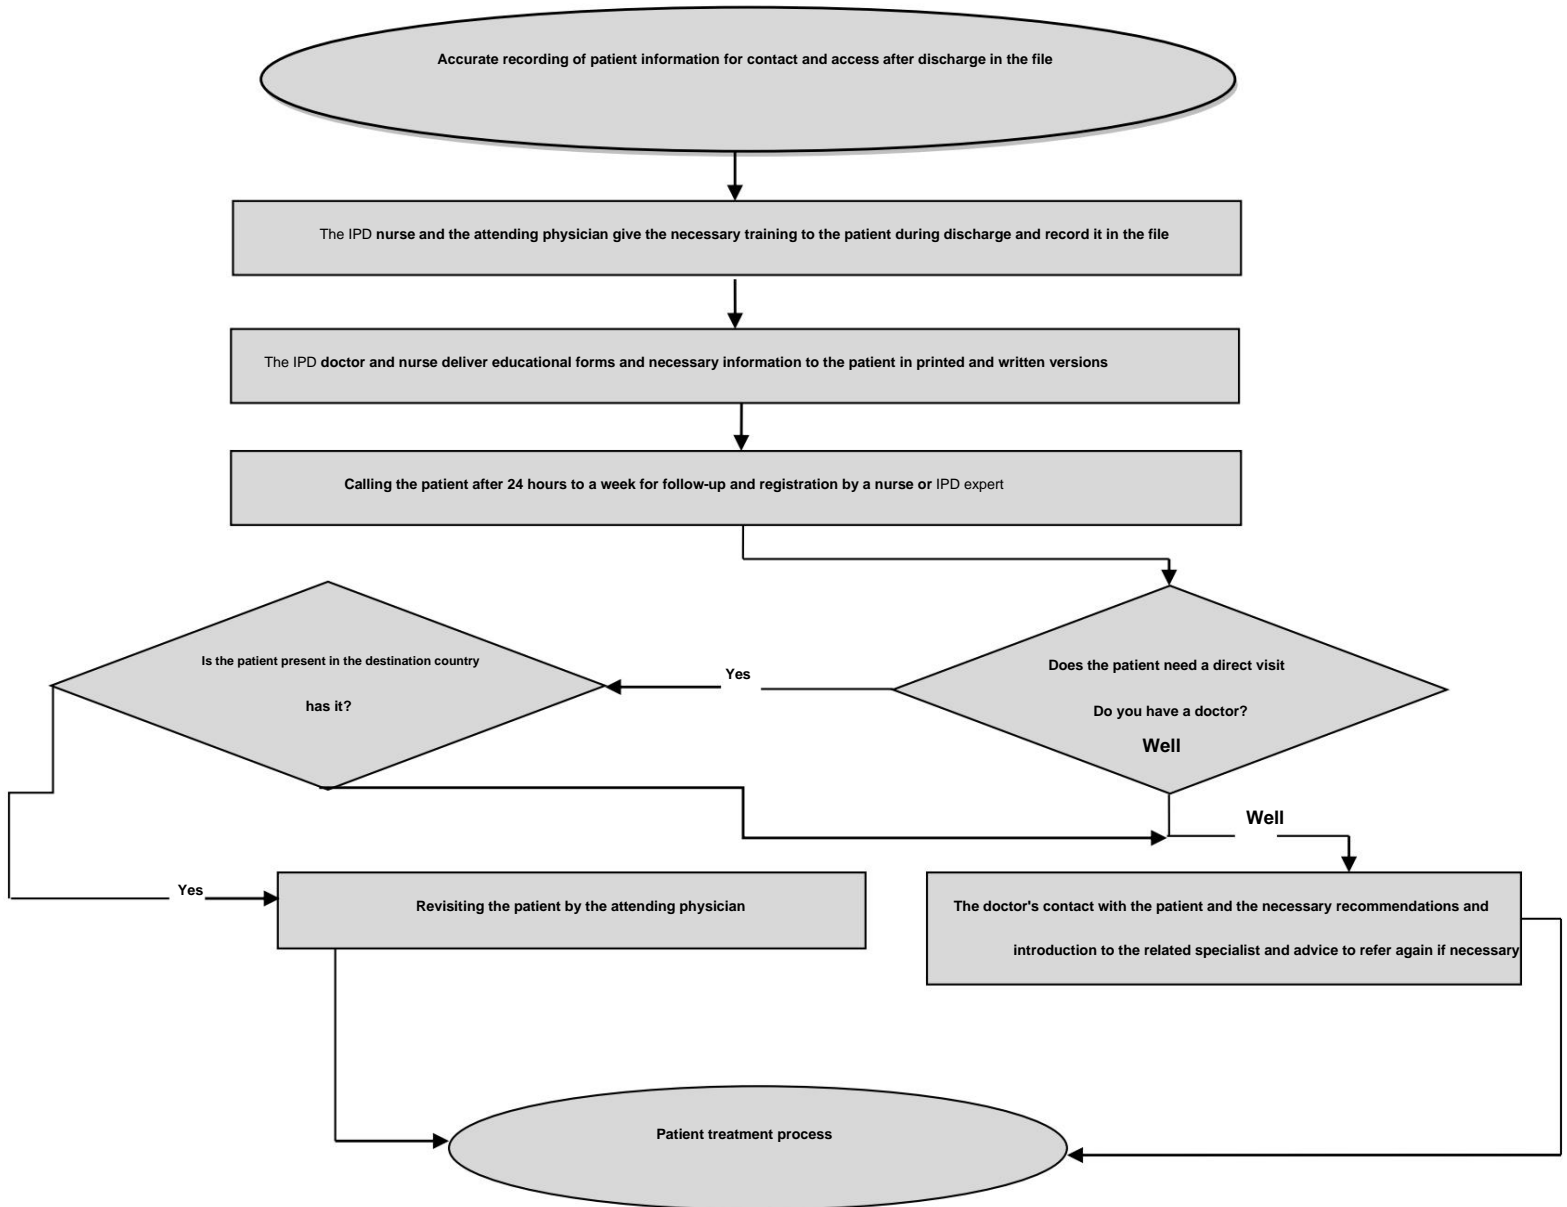 Accurate recording of patient information for contact and access after discharge in the file
The IPD nurse and the attending physician give the necessary training to the patient during discharge and record it in the file
The IPD doctor and nurse deliver educational forms and necessary information to the patient in printed and written versions
Calling the patient after 24 hours to a week for follow-up and registration by a nurse or IPD expert
Is the patient present in the destination country
has it?
Yes
Does the patient need a direct visit
Do you have a doctor?
Well
Well
Yes
Revisiting the patient by the attending physician
The doctor's contact with the patient and the necessary recommendations and
introduction to the related specialist and advice to refer again if necessary
Patient treatment process